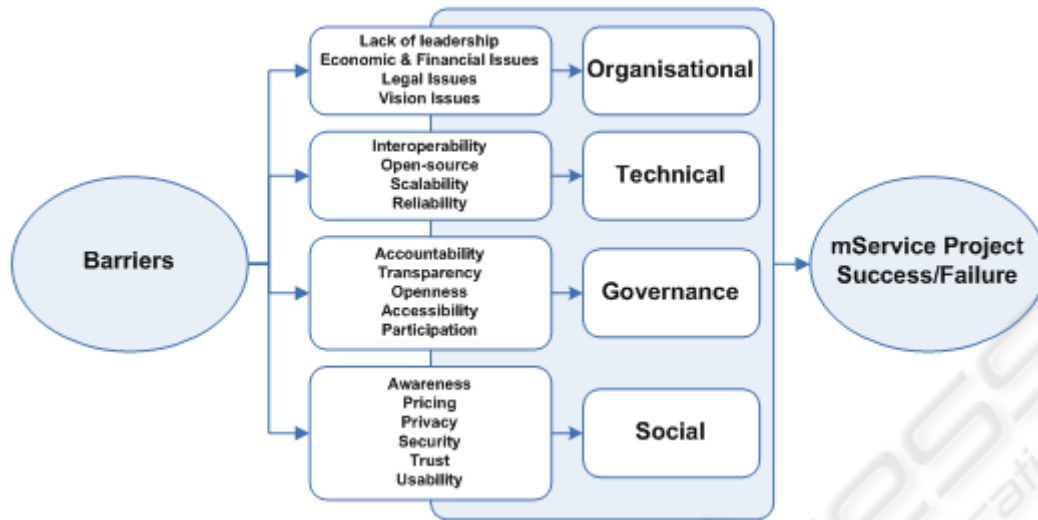 Barriers
Lack of leadership
Economic & Financial Issues
Legal Issues
Vision Issues
Organisational
Interoperability
Open-source
Scalability
Reliability
Technical
Accountability
Transparency
Openness
Accessibility
Participation
Governance
Awareness
Pricing
Privacy
Security
Trust
Usability
Social
mService Project
Success/Failure